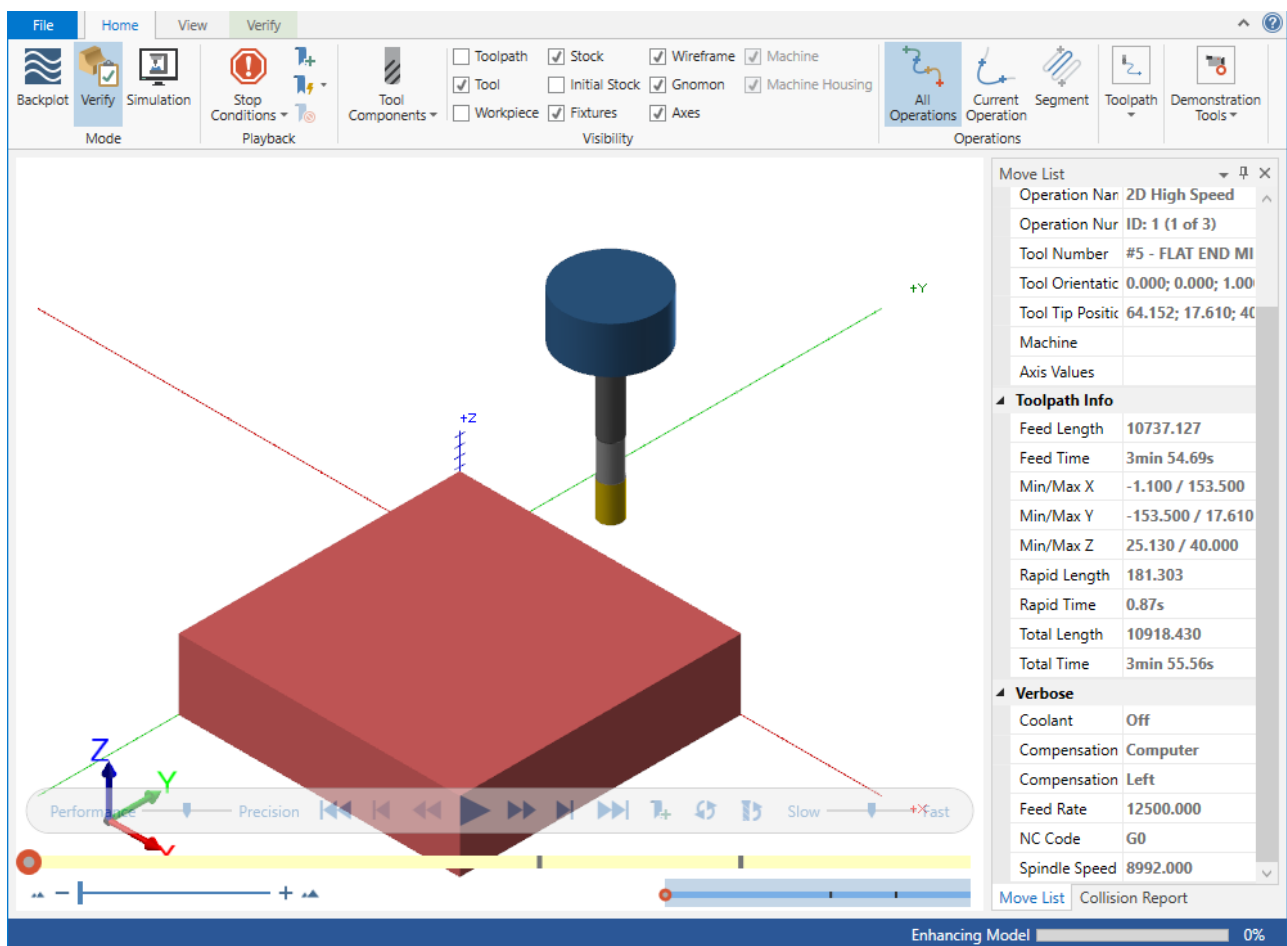 File Home View Verify
Backplot Verify Simulation
Mode
Stop
Conditions
Playback
Tool
Components
Toolpath Stock Wireframe Machine
Tool Initial Stock Gnomon Machine Housing
Workpiece Fixtures Axes
Visibility
All
Operations
Current
Operation
Segment
Operations
Toolpath
Demonstration
Tools
+Y
+Z
Z
Y
+X
Performance Precision Slow Fast
Move List
Operation Nar 2D High Speed
Operation Nur ID: 1 (1 of 3)
Tool Number #5 - FLAT END MI
Tool Orientatic 0.000; 0.000; 1.00
Tool Tip Positic 64.152; 17.610; 40
Machine
Axis Values
Toolpath Info
Feed Length 10737.127
Feed Time 3min 54.69s
Min/Max X -1.100 / 153.500
Min/Max Y -153.500 / 17.610
Min/Max Z 25.130 / 40.000
Rapid Length 181.303
Rapid Time 0.87s
Total Length 10918.430
Total Time 3min 55.56s
Verbose
Coolant Off
Compensation Computer
Compensation Left
Feed Rate 12500.000
NC Code G0
Spindle Speed 8992.000
Move List Collision Report
Enhancing Model 0%